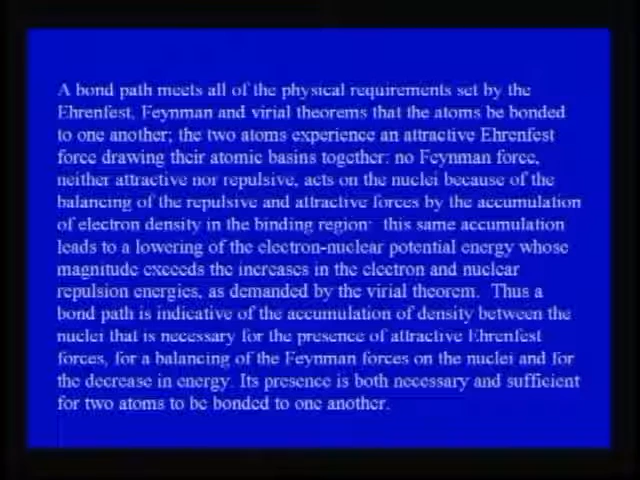 A bond path meets all of the physical requirements set by the
Ehrenfest, Feynman and virial theorems that the atoms be bonded
to one another; the two atoms experience an attractive Ehrenfest
force drawing their atomic basins together: no Feynman force,
neither attractive nor repulsive, acts on the nuclei because of the
balancing of the repulsive and attractive forces by the accumulation
of electron density in the binding region:  this same accumulation
leads to a lowering of the electron-nuclear potential energy whose
magnitude exceeds the increases in the electron and nuclear
repulsion energies, as demanded by the virial theorem.  Thus a
bond path is indicative of the accumulation of density between the
nuclei that is necessary for the presence of attractive Ehrenfest
forces, for a balancing of the Feynman forces on the nuclei and for
the decrease in energy. Its presence is both necessary and sufficient
for two atoms to be bonded to one another.